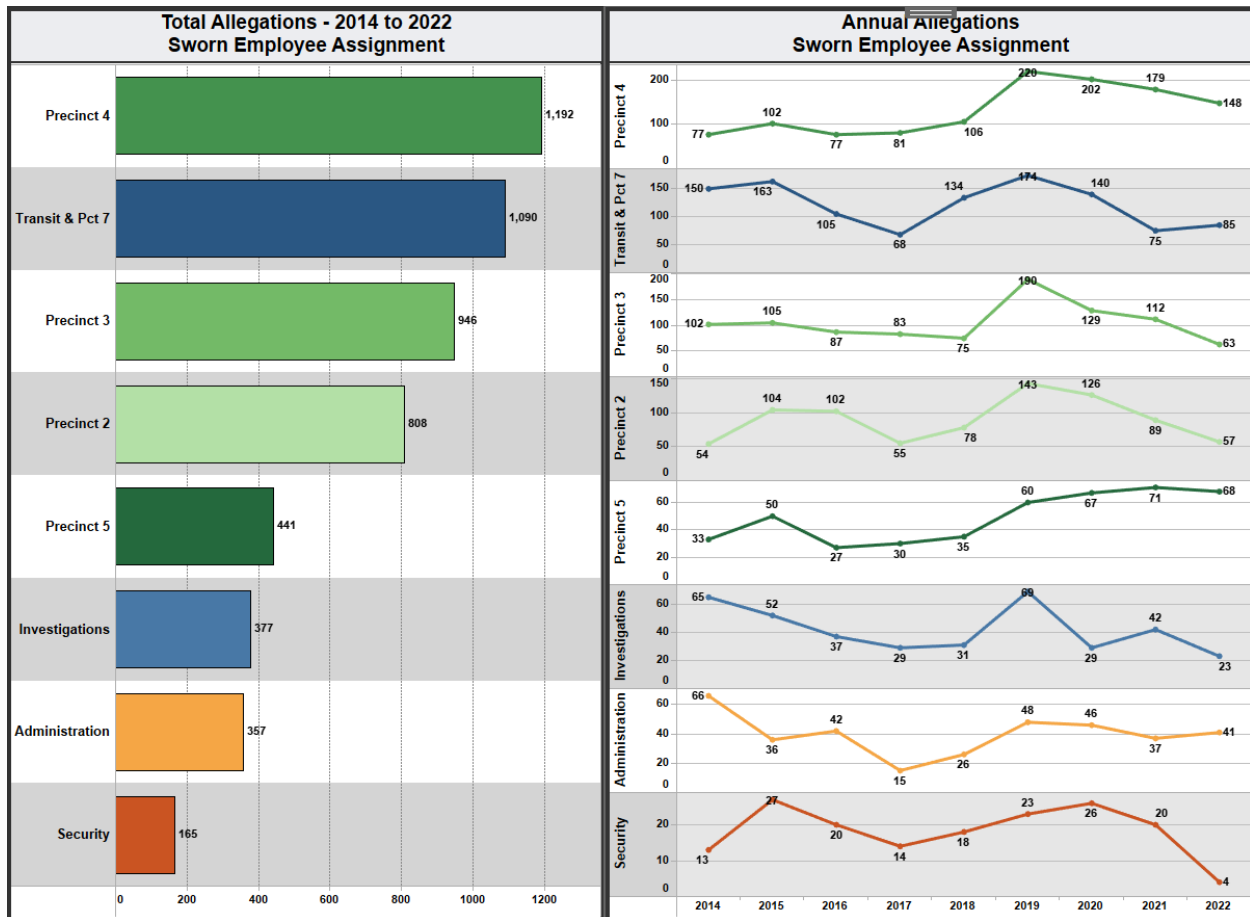 Total Allegations - 2014 to 2022
Sworn Employee Assignment
Precinct 4
1,192
Transit & Pct 7
1,090
Precinct 3
946
Precinct 2
808
Precinct 5
441
Investigations
377
Administration
357
Security
165
0 200 400 600 800 1000 1200
Annual Allegations
Sworn Employee Assignment
Precinct 4
200
100
0
77 102 77 81 106 220 202 179 148
Transit & Pct 7
150
100
50
0
150 163 105 68 134 174 140 75 85
Precinct 3
200
150
100
50
0
102 105 87 83 75 190 129 112 63
Precinct 2
150
100
50
0
54 104 102 55 78 143 126 89 57
Precinct 5
60
40
20
0
33 50 27 30 35 60 67 71 68
Investigations
60
40
20
0
65 52 37 29 31 69 29 42 23
Administration
60
40
20
0
66 36 42 15 26 48 46 37 41
Security
20
10
0
13 27 20 14 18 23 26 20 4
2014 2015 2016 2017 2018 2019 2020 2021 2022